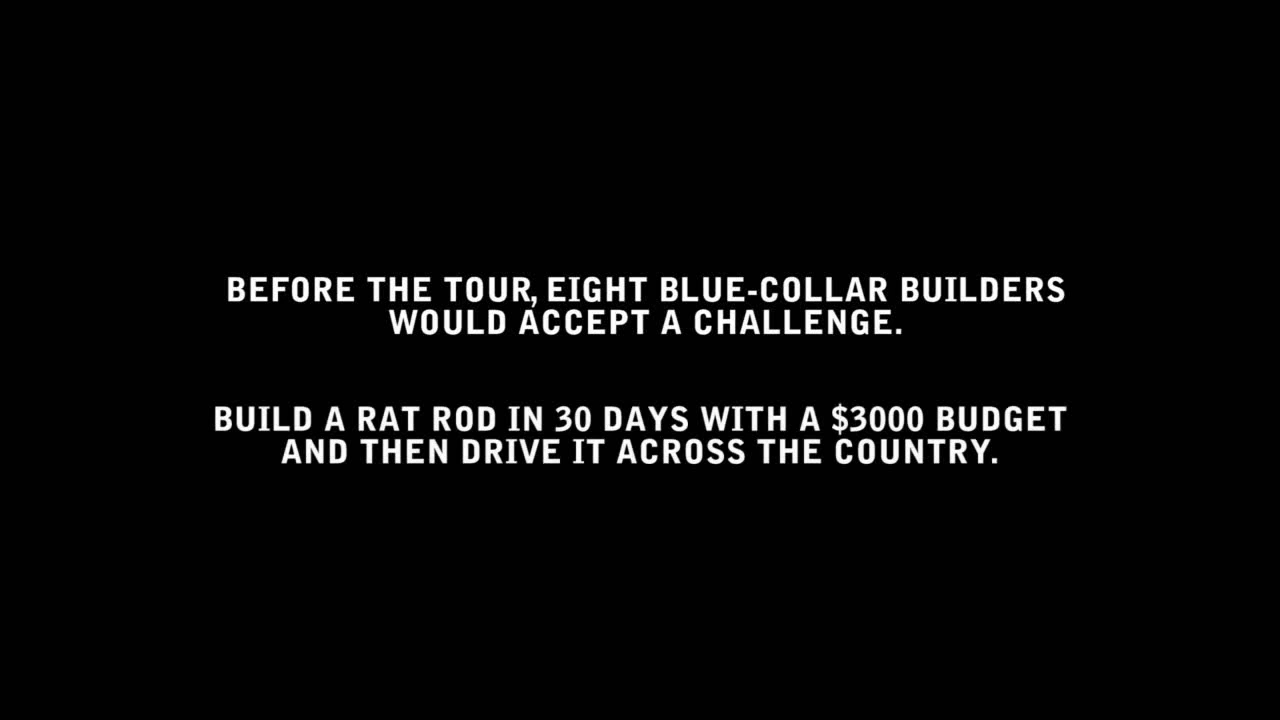 BEFORE THE TOUR, EIGHT BLUE-COLLAR BUILDERS
WOULD ACCEPT A CHALLENGE.
BUILD A RAT ROD IN 30 DAYS WITH A $3000 BUDGET
AND THEN DRIVE IT ACROSS THE COUNTRY.